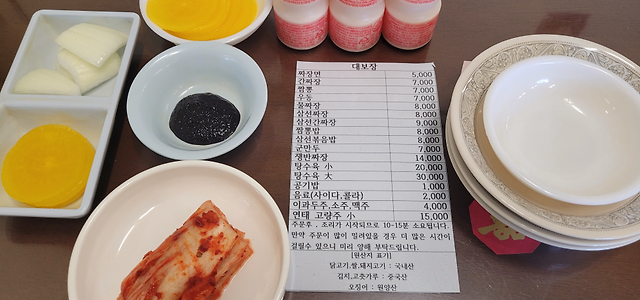 대보장
짜장면 5,000
간짜장 7,000
짬뽕 7,000
우동 7,000
물짜장 8,000
삼선짜장 8,000
삼선간짜장 9,000
짬뽕밥 8,000
삼선볶음밥 8,000
군만두 7,000
쟁반짜장 14,000
탕수육 小 20,000
탕수육 大 30,000
공기밥 1,000
음료(사이다,콜라) 2,000
이과두주,소주,맥주 4,000
연태 고량주 小 15,000
주문후 , 조리가 시작되므로 10-15분 소요됩니다.
만약 주문이 많이 밀려있을 경우 더 많은 시간이
걸릴수 있으니 미리 양해 부탁드립니다.
[원산지 표기]
닭고기,쌀,돼지고기 : 국내산
김치,고춧가루 : 중국산
오징어 : 원양산